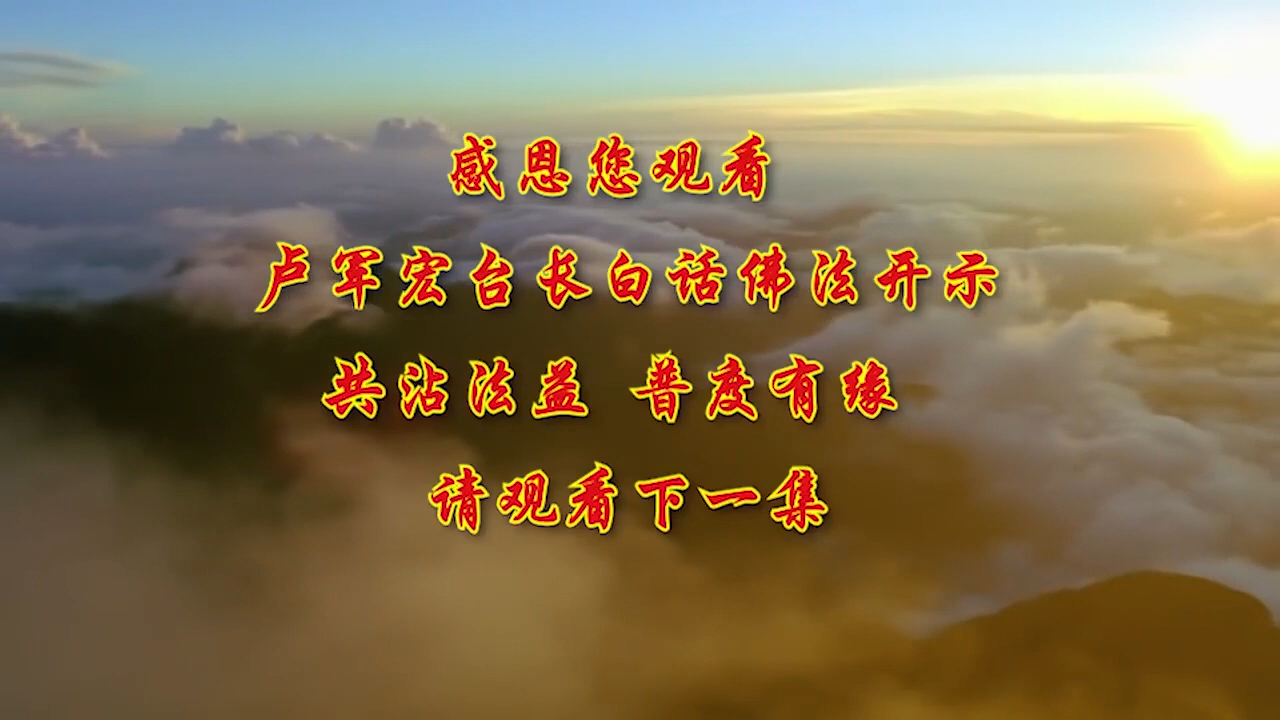 感恩您观看
卢军宏台长白话佛法开示
共沾法益 普度有缘
请观看下一集